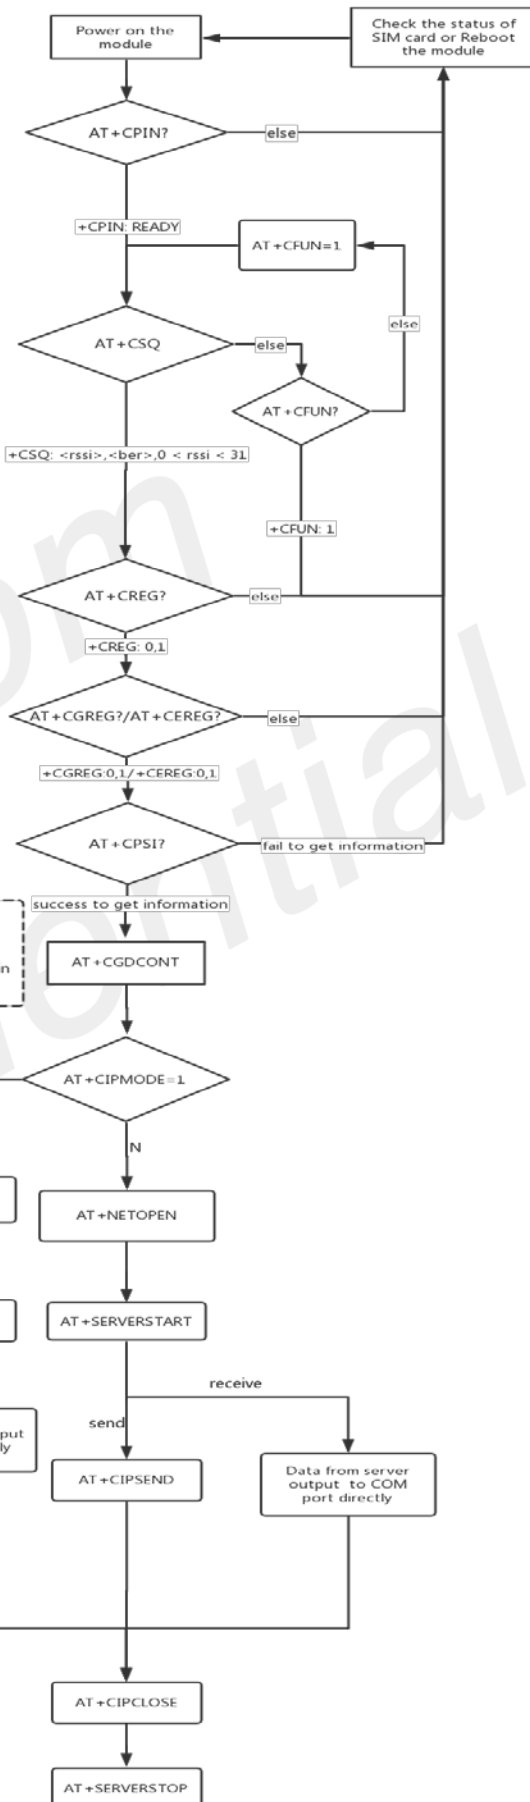 Power on the
module
Check the status of
SIM card or Reboot
the module
AT+CPIN?
else
+CPIN: READY
AT+CFUN=1
else
AT+CSQ
else
AT+CFUN?
+CSQ: <rssi>,<ber>,0 < rssi < 31
+CFUN: 1
AT+CREG?
else
+CREG: 0,1
AT+CGREG?/AT+CEREG?
else
+CGREG:0,1/+CEREG:0,1
AT+CPSI?
fail to get information
success to get information
AT+CGDCONT
n
AT+CIPMODE=1
N
AT+NETOPEN
AT+SERVERSTART
receive
send
put
ly
AT+CIPSEND
Data from server
output to COM
port directly
AT+CIPCLOSE
AT+SERVERSTOP
om
ential